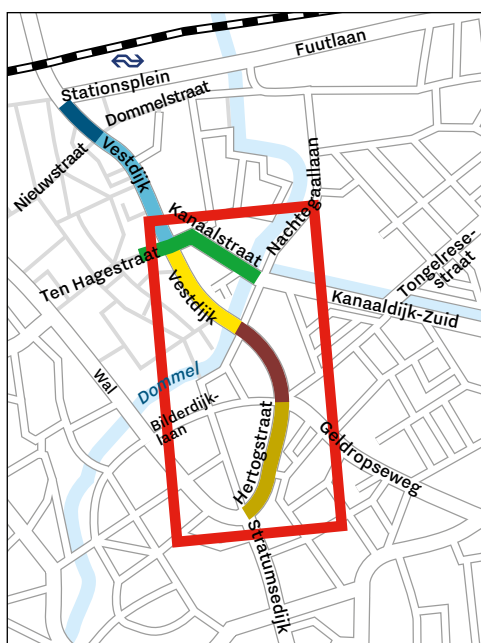 Fuutlaan
Stationsplein
Dommelstraat
Nieuwstraat
Vestdijk
Nachtegaallaan
Kanaalstraat
Ten Hagestraat
Tongelrese-
straat
Vestdijk
Kanaaldijk-Zuid
Dommel
Wal
Bilderdijk-
laan
Hertogstraat
Geldropseweg
Stratumsedijk